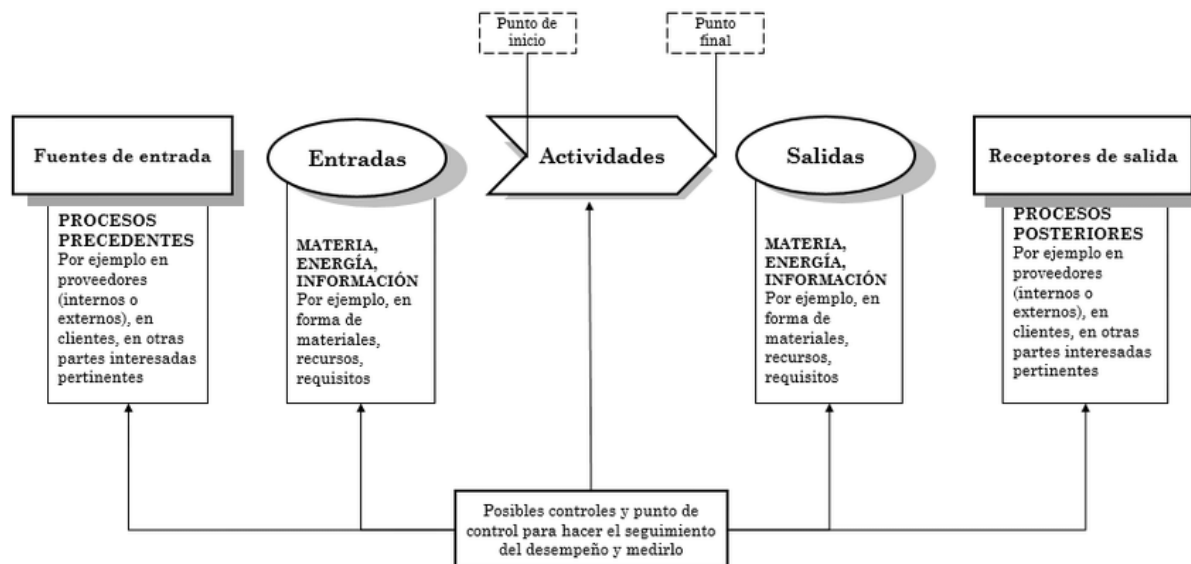 Punto de
inicio
Punto
final
Fuentes de entrada
Entradas
Actividades
Salidas
Receptores de salida
PROCESOS
PRECEDENTES
Por ejemplo en
proveedores
(internos o
externos), en
clientes, en otras
partes interesadas
pertinentes
MATERIA,
ENERGÍA,
INFORMACIÓN
Por ejemplo, en
forma de
materiales,
recursos,
requisitos
MATERIA,
ENERGÍA,
INFORMACIÓN
Por ejemplo, en
forma de
materiales,
recursos,
requisitos
PROCESOS
POSTERIORES
Por ejemplo en
proveedores
(internos o
externos), en
clientes, en otras
partes interesadas
pertinentes
Posibles controles y punto de
control para hacer el seguimiento
del desempeño y medirlo